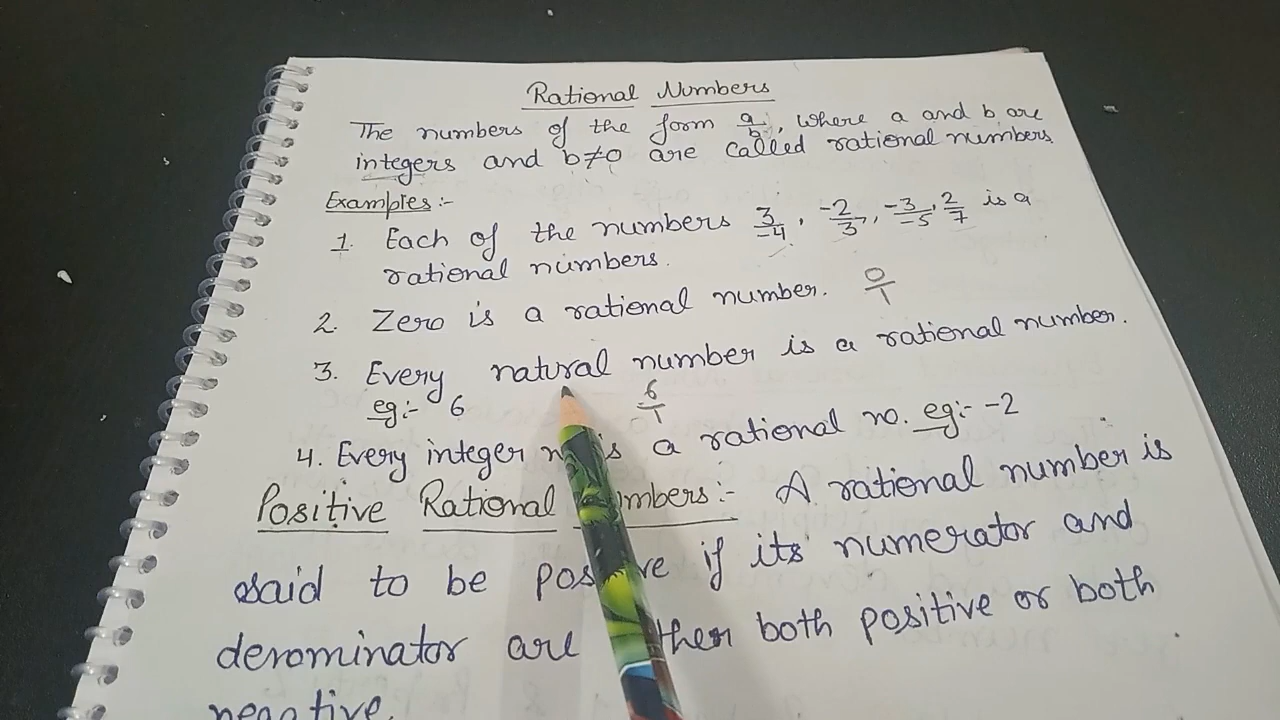 Rational Numbers
The numbers of the form a/b, where a and b are
integers and b≠0 are called rational numbers
Examples :-
1. Each of the numbers 3/-4, -2/3, -3/-5, 2/7 is a
rational numbers.
2. Zero is a rational number. 0/1
3. Every natural number is a rational number.
eg:- 6 6/1
4. Every integer is a rational no. eg:- -2
Positive Rational :- A rational number is
said to be if its numerator and
denominator are both positive or both
negative.